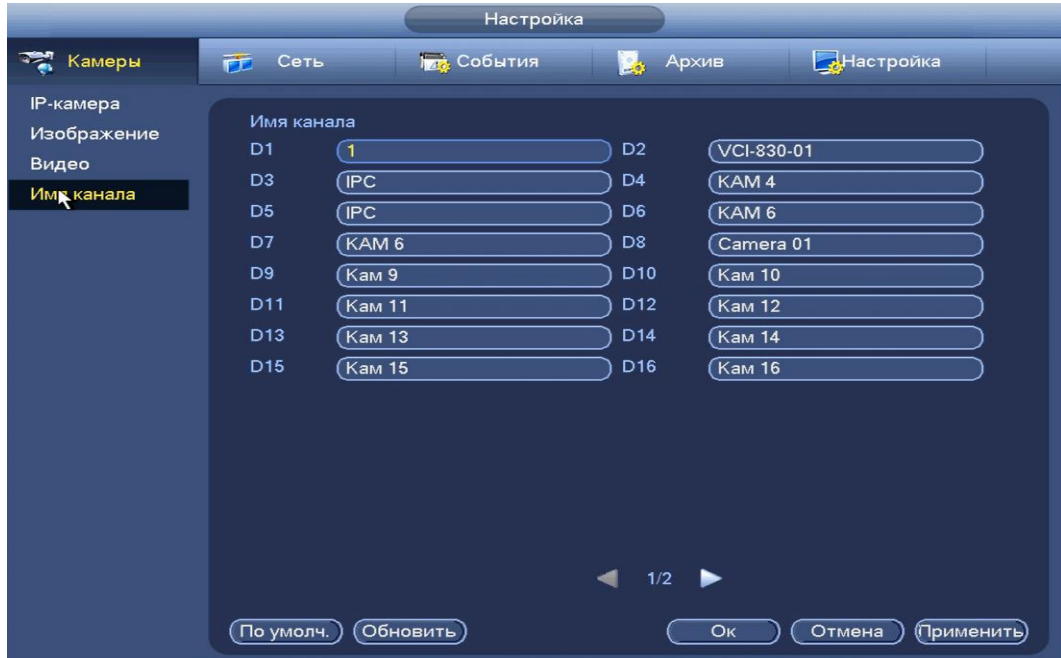 Настройка
Камеры Сеть События Архив Настройка
IP-камера
Изображение
Видео
Имя канала
Имя канала
D1 1 D2 VCI-830-01
D3 IPC D4 КАМ 4
D5 IPC D6 КАМ 6
D7 КАМ 6 D8 Camera 01
D9 Кам 9 D10 Кам 10
D11 Кам 11 D12 Кам 12
D13 Кам 13 D14 Кам 14
D15 Кам 15 D16 Кам 16
1/2
По умолч. Обновить Ок Отмена Применить